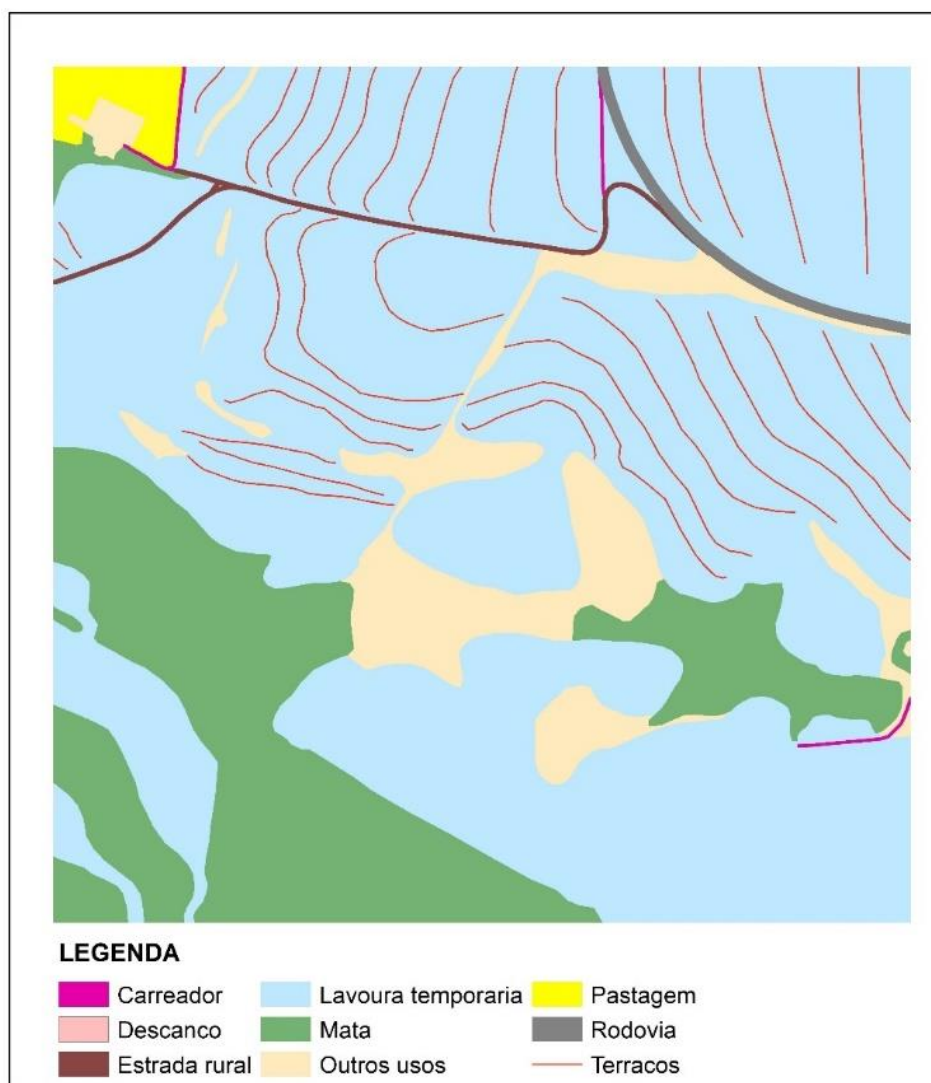 LEGENDA
Carreador Lavoura temporaria Pastagem
Descanco Mata Rodovia
Estrada rural Outros usos Terracos